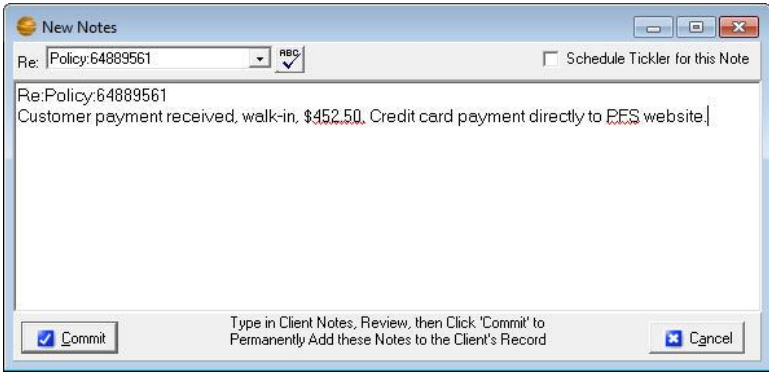 New Notes
Re: Policy:64889561
ABC
Schedule Tickler for this Note
Re:Policy:64889561
Customer payment received, walk-in, $452.50. Credit card payment directly to PFS website.
Type in Client Notes, Review, then Click 'Commit' to
Permanently Add these Notes to the Client's Record
Commit
Cancel